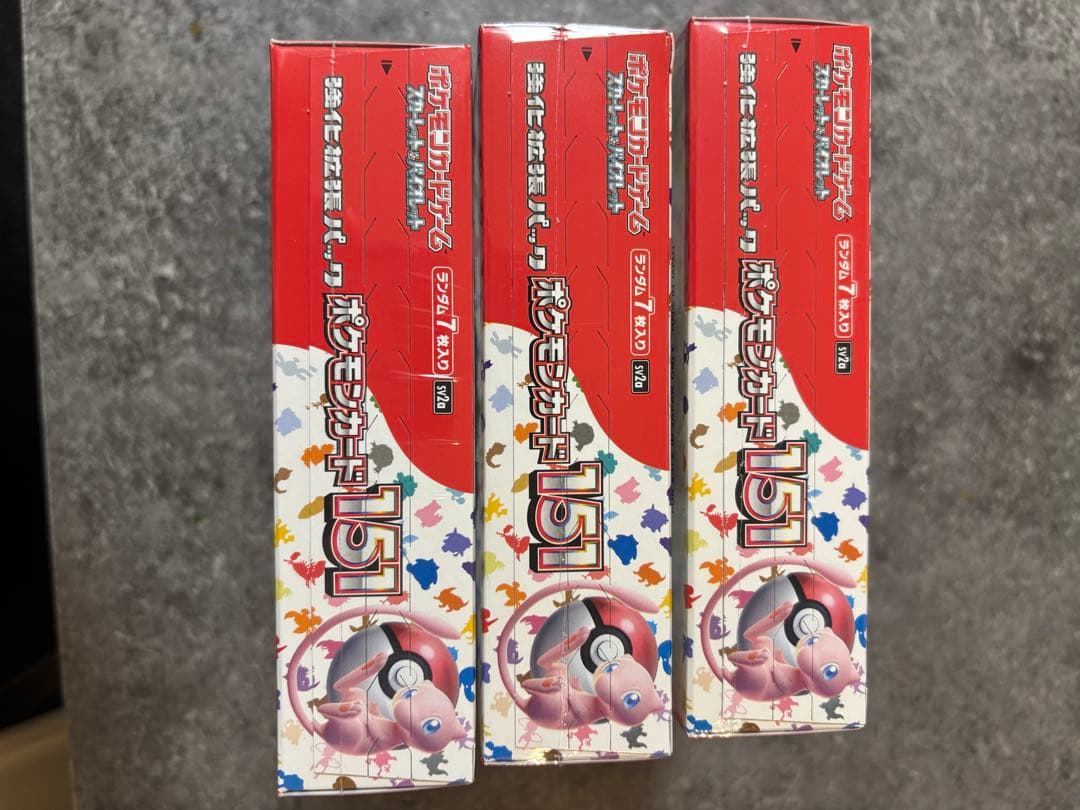 ポケモンカードゲーム
スカーレット&バイオレット
強化拡張パック
ランダム7枚入り
sv2a
ポケモンカード151
ポケモンカードゲーム
スカーレット&バイオレット
強化拡張パック
ランダム7枚入り
sv2a
ポケモンカード151
ポケモンカードゲーム
スカーレット&バイオレット
強化拡張パック
ランダム7枚入り
sv2a
ポケモンカード151